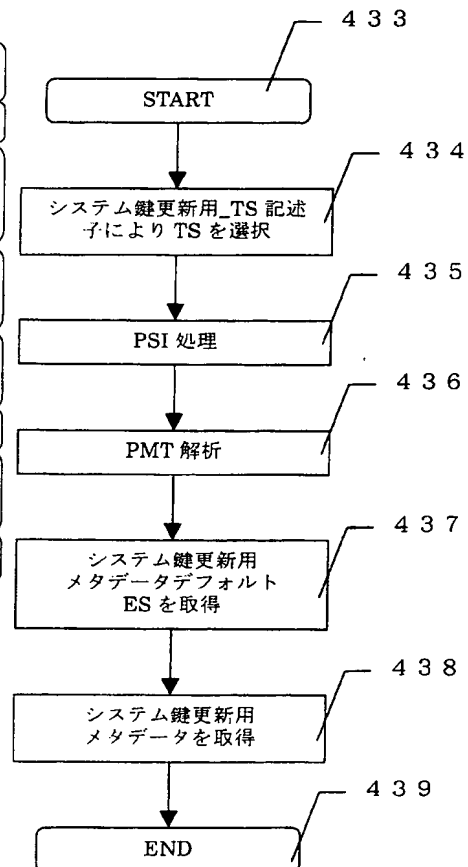 433
START
434
システム鍵更新用_TS 記述
子により TS を選択
435
PSI 処理
436
PMT 解析
437
システム鍵更新用
メタデータデフォルト
ES を取得
438
システム鍵更新用
メタデータを取得
439
END